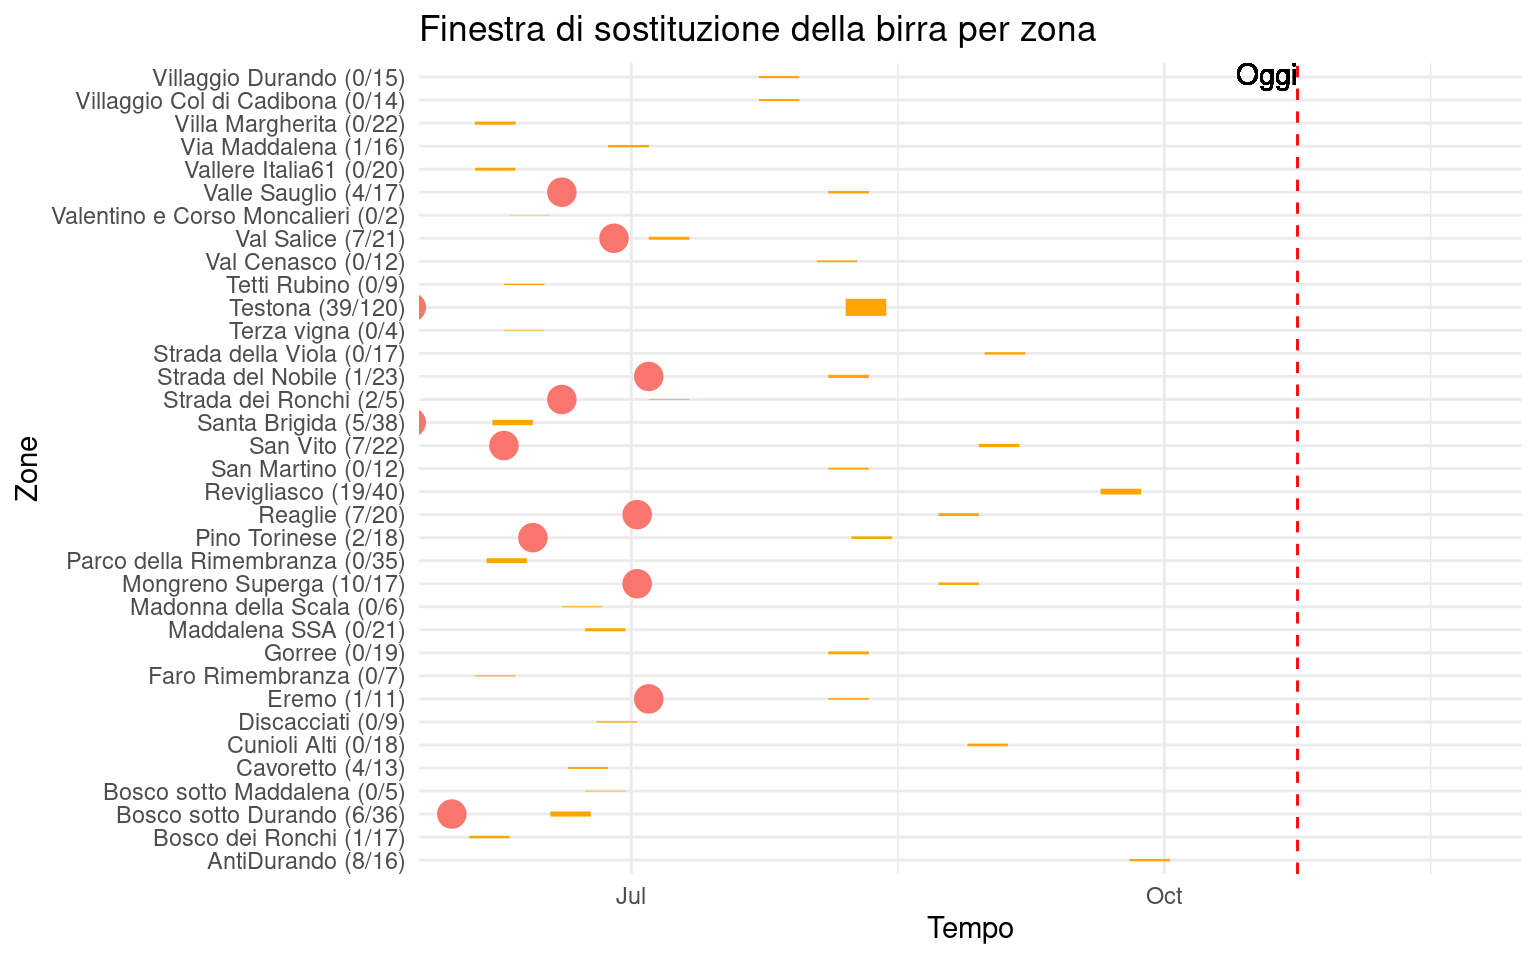 Finestra di sostituzione della birra per zona
Oggi
Zone
Villaggio Durando (0/15)
Villaggio Col di Cadibona (0/14)
Villa Margherita (0/22)
Via Maddalena (1/16)
Vallere Italia61 (0/20)
Valle Sauglio (4/17)
Valentino e Corso Moncalieri (0/2)
Val Salice (7/21)
Val Cenasco (0/12)
Tetti Rubino (0/9)
Testona (39/120)
Terza vigna (0/4)
Strada della Viola (0/17)
Strada del Nobile (1/23)
Strada dei Ronchi (2/5)
Santa Brigida (5/38)
San Vito (7/22)
San Martino (0/12)
Revigliasco (19/40)
Reaglie (7/20)
Pino Torinese (2/18)
Parco della Rimembranza (0/35)
Mongreno Superga (10/17)
Madonna della Scala (0/6)
Maddalena SSA (0/21)
Gorree (0/19)
Faro Rimembranza (0/7)
Eremo (1/11)
Discacciati (0/9)
Cunioli Alti (0/18)
Cavoretto (4/13)
Bosco sotto Maddalena (0/5)
Bosco sotto Durando (6/36)
Bosco dei Ronchi (1/17)
AntiDurando (8/16)
Jul
Oct
Tempo